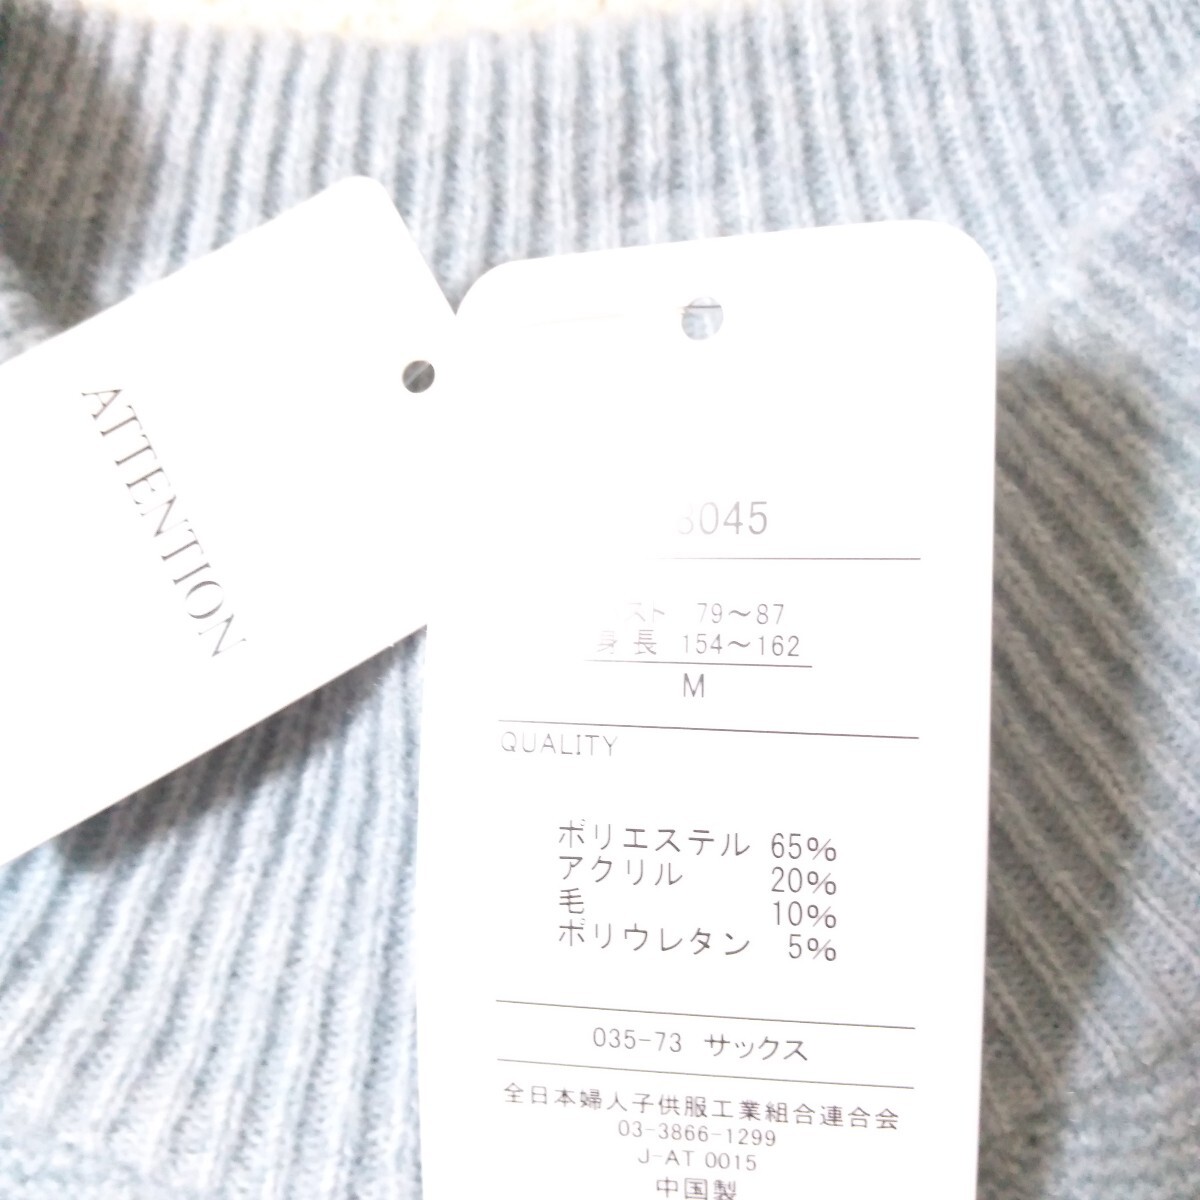 ATTENTION
8045
スト 79～87
身長 154～162
M
QUALITY
ポリエステル 65%
アクリル 20%
毛 10%
ポリウレタン 5%
035-73 サックス
全日本婦人子供服工業組合連合会
03-3866-1299
J-AT 0015
中国製